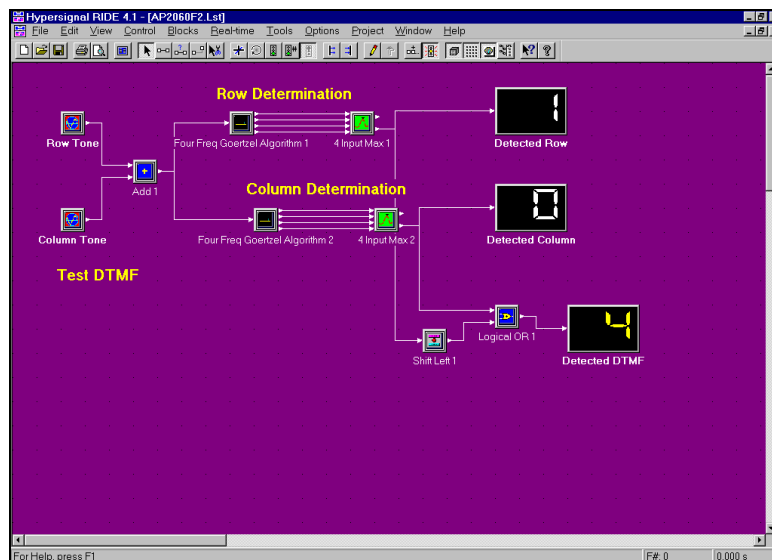 Hypersignal RIDE 4.1 - [AP2060F2.Lst]
File Edit View Control Blocks Real-time Tools Options Project Window Help
Row Determination
Row Tone
Four Freq Goertzel Algorithm 1
4 Input Max 1
1
Detected Row
Add 1
Column Determination
Column Tone
Four Freq Goertzel Algorithm 2
4 Input Max 2
0
Detected Column
Test DTMF
Shift Left 1
Logical OR 1
4
Detected DTMF
For Help, press F1
F#: 0
0.000 s